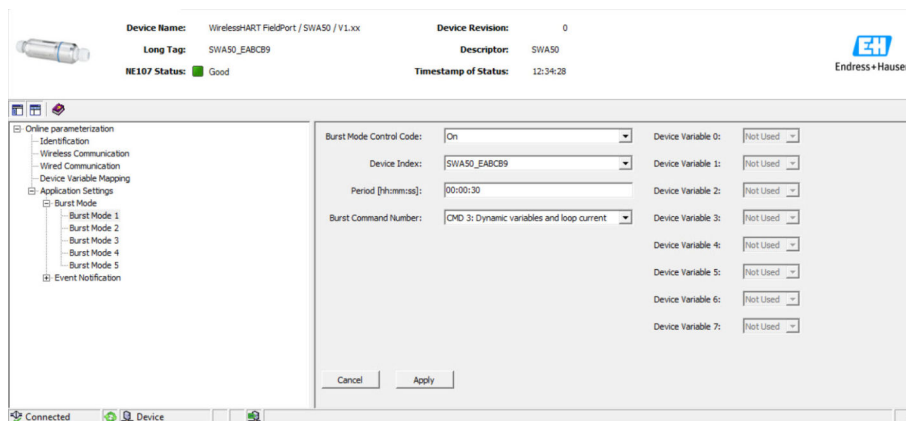 Device Name: WirelessHART FieldPort / SWA50 / V1.xx Device Revision: 0
Long Tag: SWA50_EABCB9 Descriptor: SWA50
NE107 Status: Good Timestamp of Status: 12:34:28
EH
Endress+Hauser
Online parameterization
Identification
Wireless Communication
Wired Communication
Device Variable Mapping
Application Settings
Burst Mode
Burst Mode 1
Burst Mode 2
Burst Mode 3
Burst Mode 4
Burst Mode 5
Event Notification
Burst Mode Control Code: On
Device Index: SWA50_EABCB9
Period [hh:mm:ss]: 00:00:30
Burst Command Number: CMD 3: Dynamic variables and loop current
Device Variable 0: Not Used
Device Variable 1: Not Used
Device Variable 2: Not Used
Device Variable 3: Not Used
Device Variable 4: Not Used
Device Variable 5: Not Used
Device Variable 6: Not Used
Device Variable 7: Not Used
Cancel Apply
Connected Device